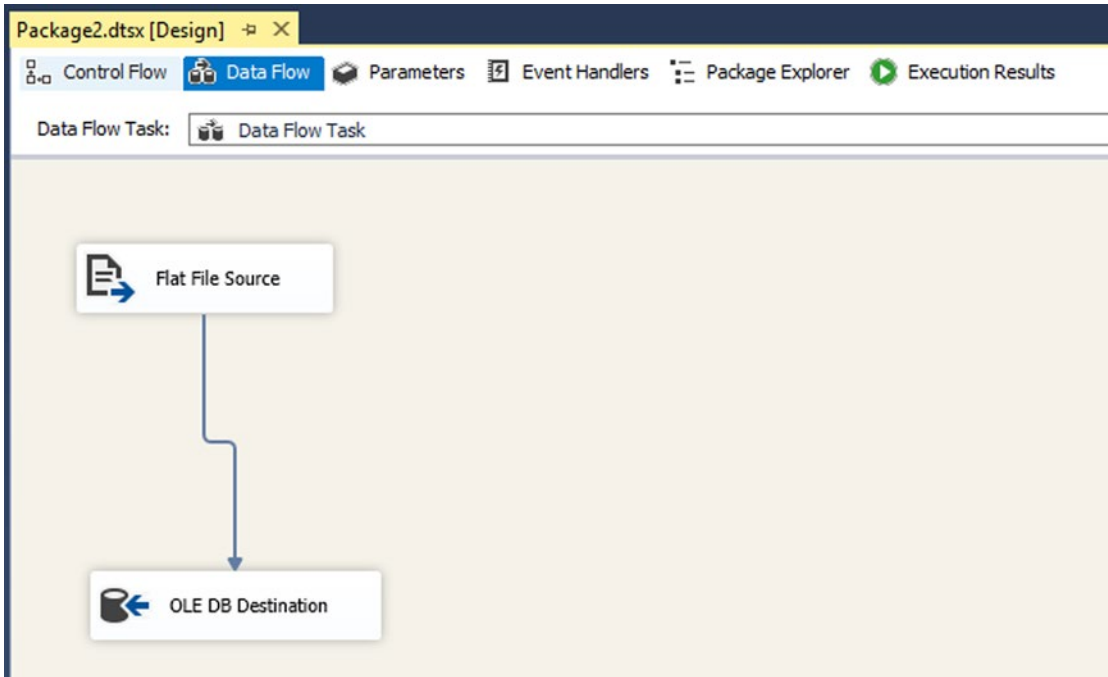 Package2.dtsx [Design]
Control Flow Data Flow Parameters Event Handlers Package Explorer Execution Results
Data Flow Task: Data Flow Task
Flat File Source
OLE DB Destination